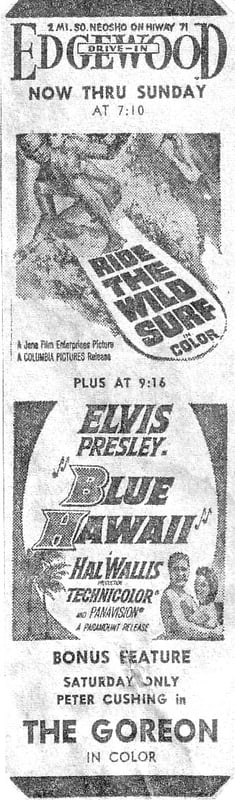 2 MI. SO. NEOSHO ON HIWAY 71
EDGEWOOD
DRIVE-IN
NOW THRU SUNDAY
AT 7:10
RIDE
THE
WILD
SURF
IN
COLOR
A Jana Film Enterprises Picture
A COLUMBIA PICTURES Release
PLUS AT 9:16
ELVIS
PRESLEY
BLUE
HAWAII
HAL WALLIS
PRODUCTION
TECHNICOLOR®
AND PANAVISION®
A PARAMOUNT RELEASE
BONUS FEATURE
SATURDAY ONLY
PETER CUSHING in
THE GOREON
IN COLOR